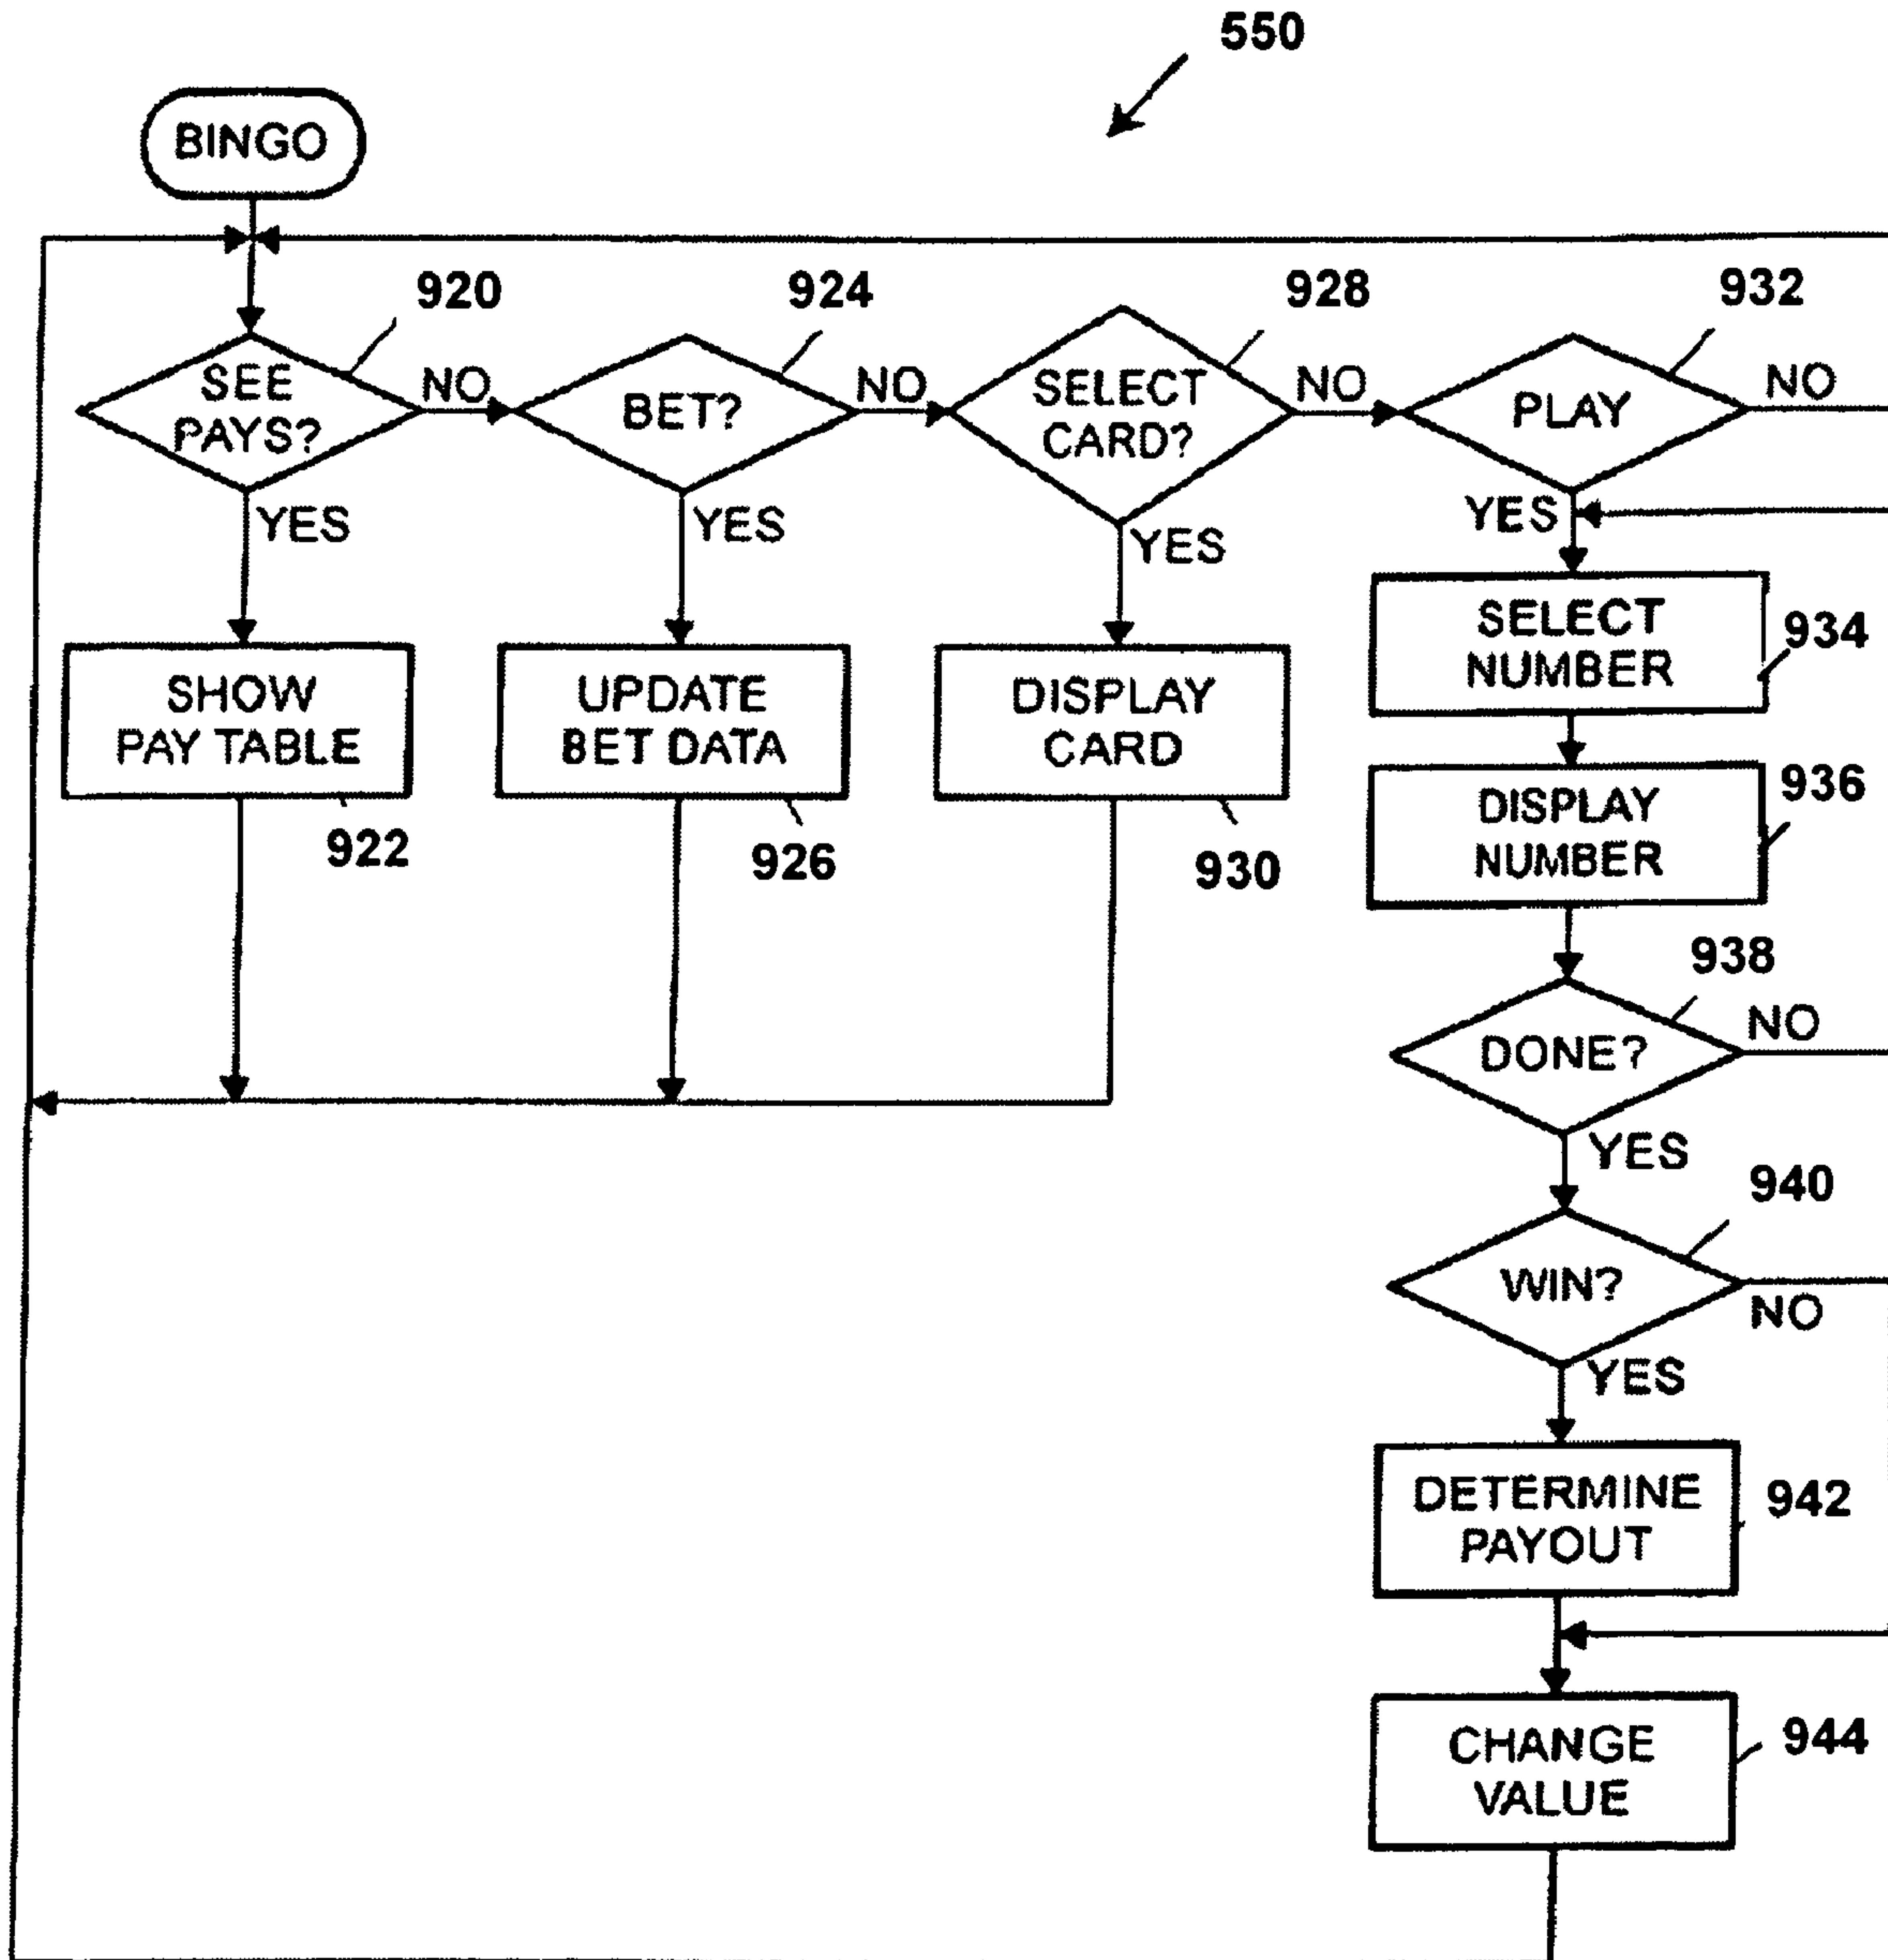 550
BINGO
920
924
928
932
SEE
PAYS?
NO
BET?
NO
SELECT
CARD?
NO
PLAY
NO
YES
YES
YES
YES
SHOW
PAY TABLE
922
UPDATE
BET DATA
926
DISPLAY
CARD
930
SELECT
NUMBER
934
DISPLAY
NUMBER
936
938
DONE?
NO
YES
940
WIN?
NO
YES
DETERMINE
PAYOUT
942
CHANGE
VALUE
944